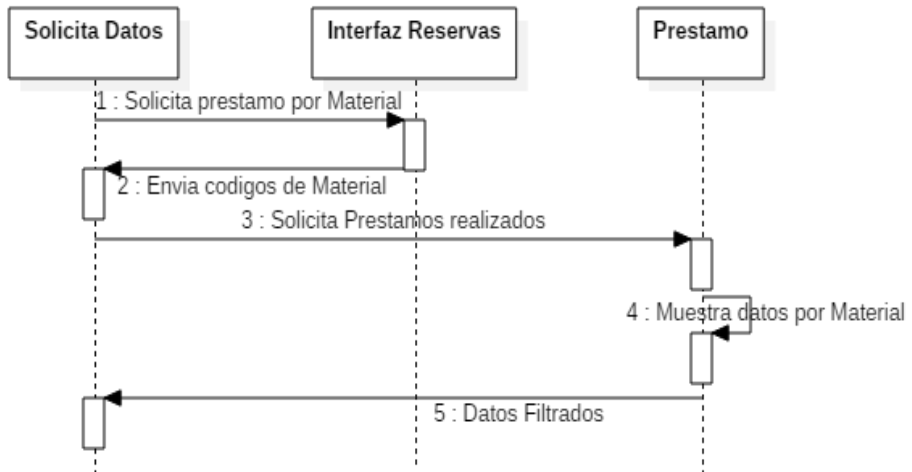 Solicita Datos
Interfaz Reservas
Prestamo
1 : Solicita prestamo por Material
2 : Envia codigos de Material
3 : Solicita Prestamos realizados
4 : Muestra datos por Material
5 : Datos Filtrados